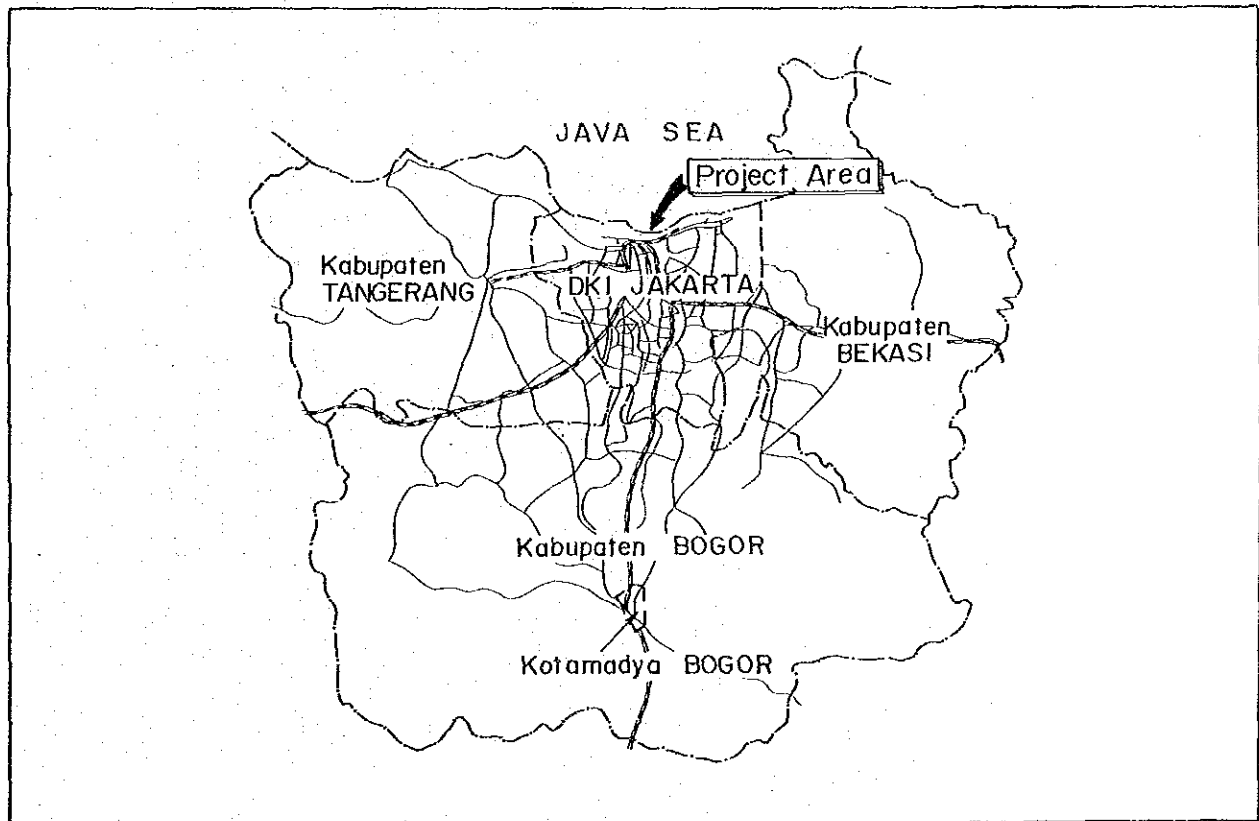 JAVA SEA
Project Area
Kabupaten
TANGERANG
DKI JAKARTA
Kabupaten
BEKASI
Kabupaten BOGOR
Kotamadya BOGOR